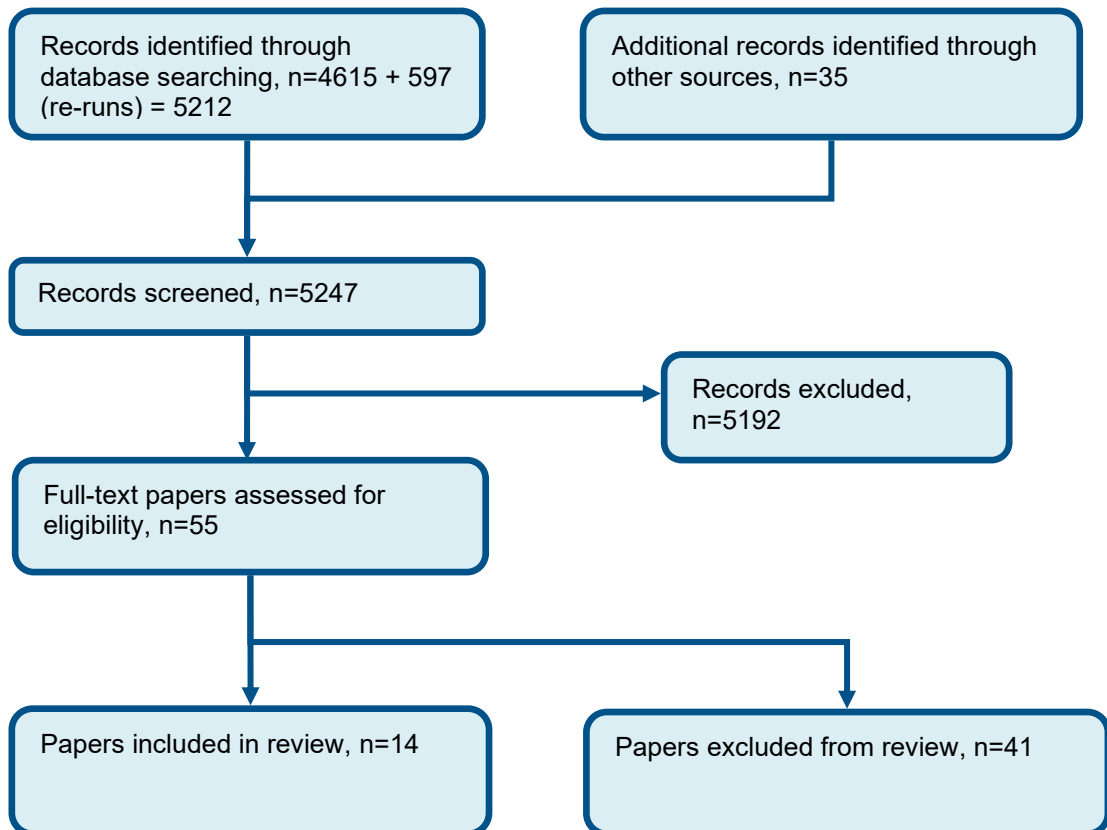 Records identified through
database searching, n=4615 + 597
(re-runs) = 5212
Additional records identified through
other sources, n=35
Records screened, n=5247
Records excluded,
n=5192
Full-text papers assessed for
eligibility, n=55
Papers included in review, n=14
Papers excluded from review, n=41